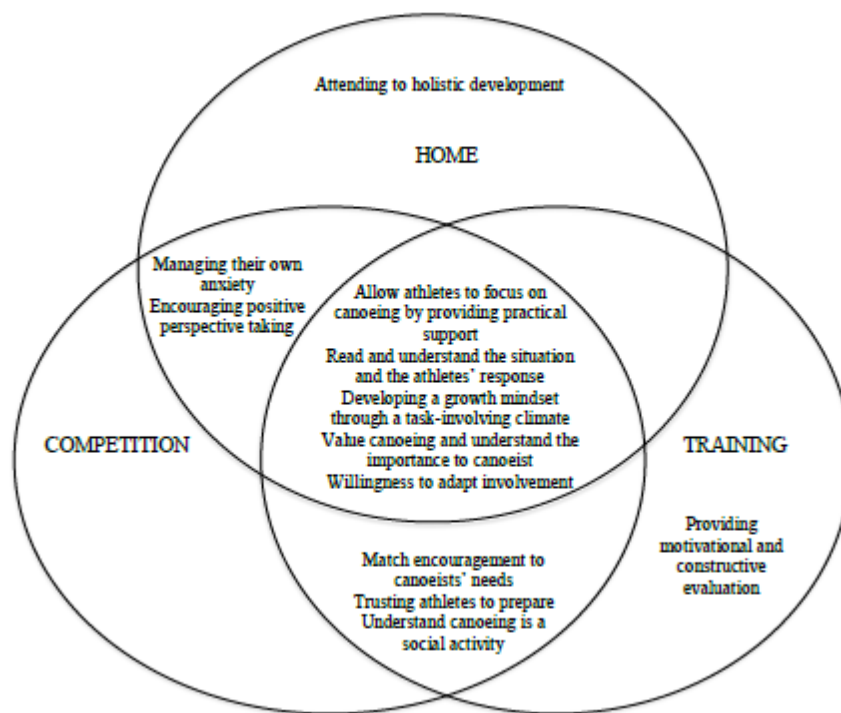 Attending to holistic development
HOME
Managing their own
anxiety
Encouraging positive
perspective taking
Allow athletes to focus on
canoeing by providing practical
support
Read and understand the situation
and the athletes’ response
Developing a growth mindset
through a task-involving climate
Value canoeing and understand the
importance to canoeist
Willingness to adapt involvement
COMPETITION
TRAINING
Providing
motivational and
constructive
evaluation
Match encouragement to
canoeists’ needs
Trusting athletes to prepare
Understand canoeing is a
social activity